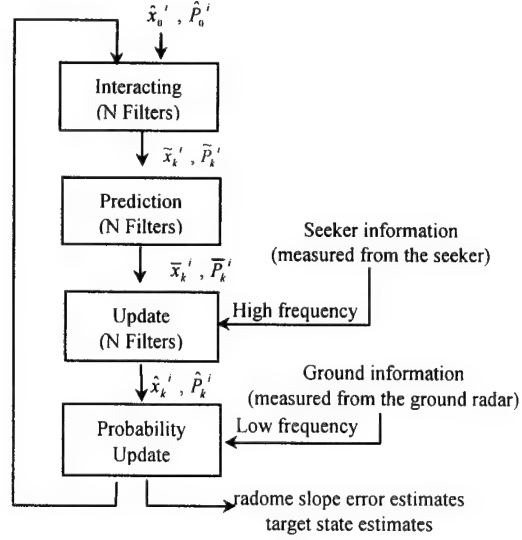 x̂₀ⁱ , P̂₀ⁱ
Interacting
(N Filters)
x̃ₖⁱ , P̃ₖⁱ
Prediction
(N Filters)
x̄ₖⁱ , P̄ₖⁱ
Seeker information
(measured from the seeker)
High frequency
Update
(N Filters)
x̂ₖⁱ , P̂ₖⁱ
Ground information
(measured from the ground radar)
Low frequency
Probability
Update
radome slope error estimates
target state estimates